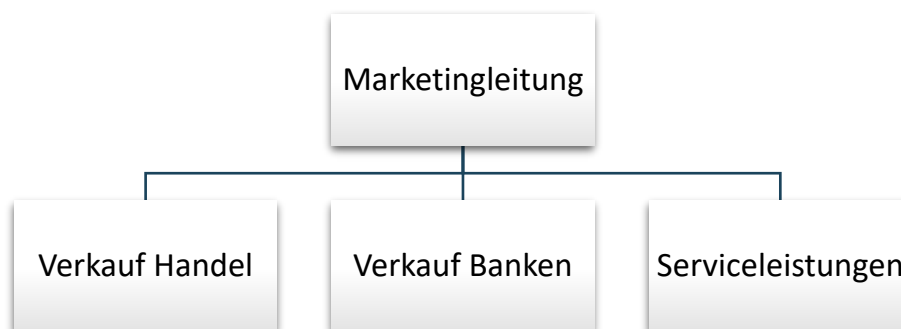 Marketingleitung
Verkauf Handel
Verkauf Banken
Serviceleistungen